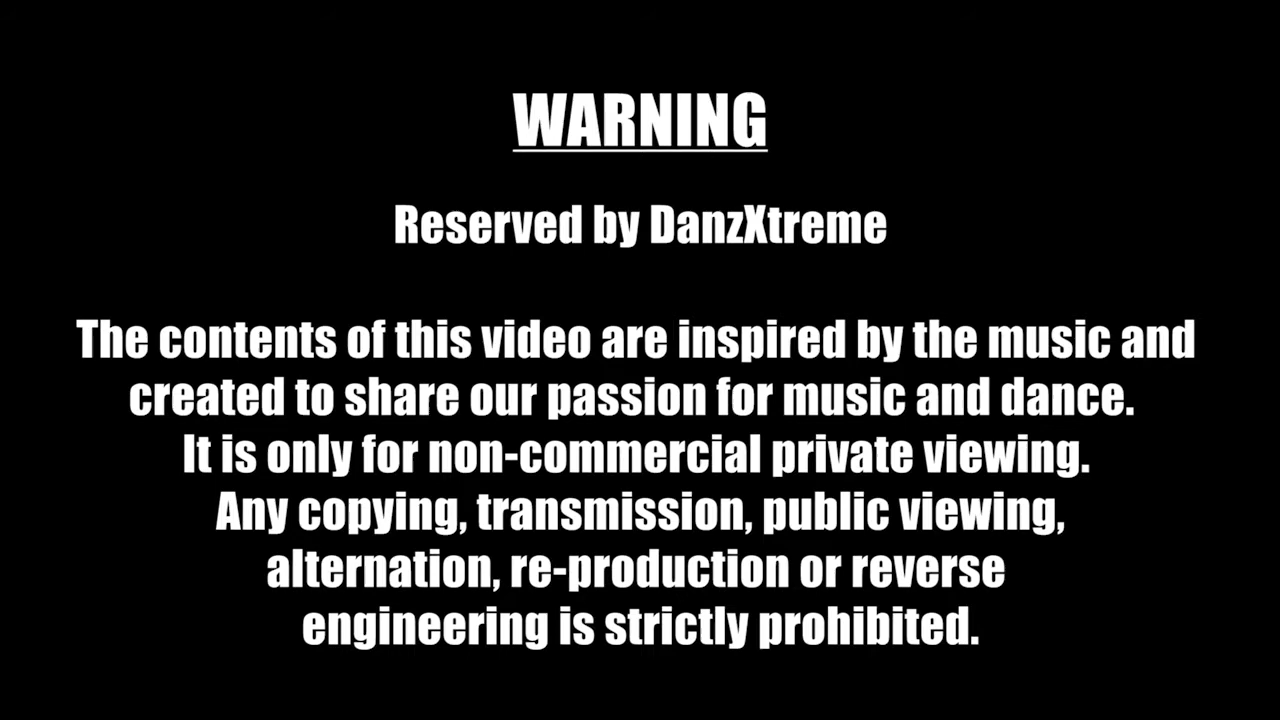 WARNING
Reserved by DanzXtreme
The contents of this video are inspired by the music and
created to share our passion for music and dance.
It is only for non-commercial private viewing.
Any copying, transmission, public viewing,
alternation, re-production or reverse
engineering is strictly prohibited.